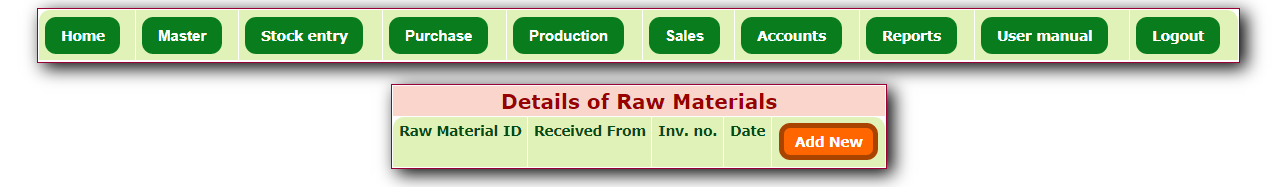 Home Master Stock entry Purchase Production Sales Accounts Reports User manual Logout
Details of Raw Materials
Raw Material ID Received From Inv. no. Date Add New